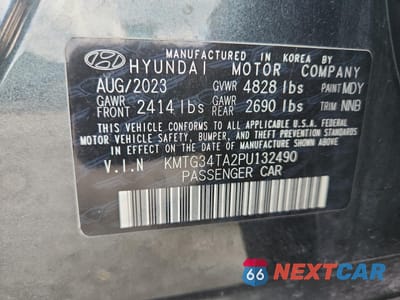 MANUFACTURED IN KOREA BY
HYUNDAI MOTOR COMPANY
AUG/2023 GVWR 4828 lbs PAINT MDY
GAWR FRONT 2414 lbs GAWR REAR 2690 lbs TRIM NNB
THIS VEHICLE CONFORMS TO ALL APPLICABLE U.S.A. FEDERAL
MOTOR VEHICLE SAFETY, BUMPER, AND THEFT PREVENTION
STANDARDS IN EFFECT ON THE DATE OF MANUFACTURE SHOWN ABOVE.
V.I.N KMTG34TA2PU132490
PASSENGER CAR
66 NEXTCAR